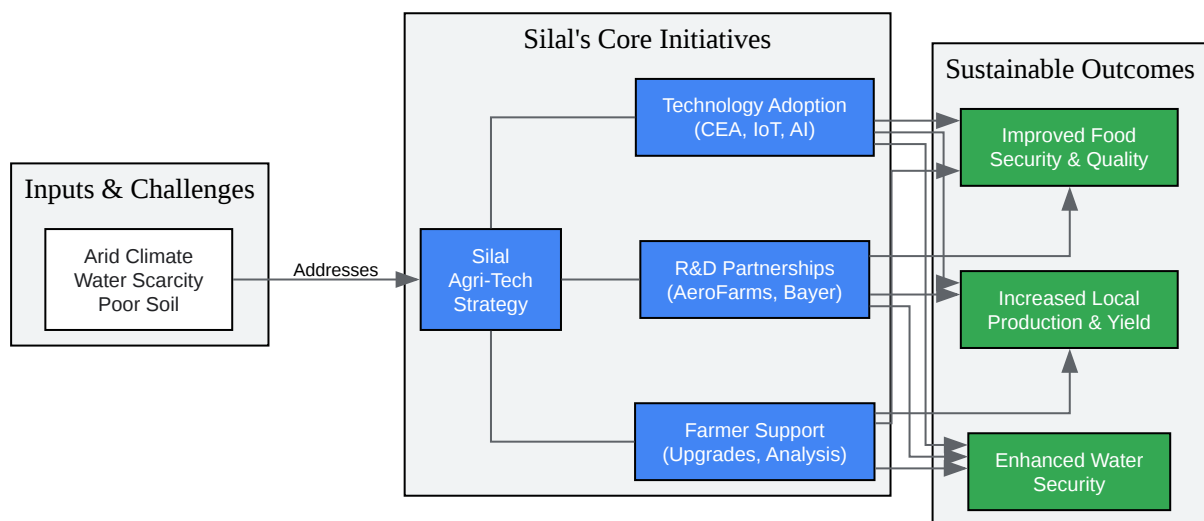 Inputs & Challenges
Arid Climate
Water Scarcity
Poor Soil
Addresses
Silal's Core Initiatives
Silal
Agri-Tech
Strategy
Technology Adoption
(CEA, IoT, AI)
R&D Partnerships
(AeroFarms, Bayer)
Farmer Support
(Upgrades, Analysis)
Sustainable Outcomes
Improved Food
Security & Quality
Increased Local
Production & Yield
Enhanced Water
Security